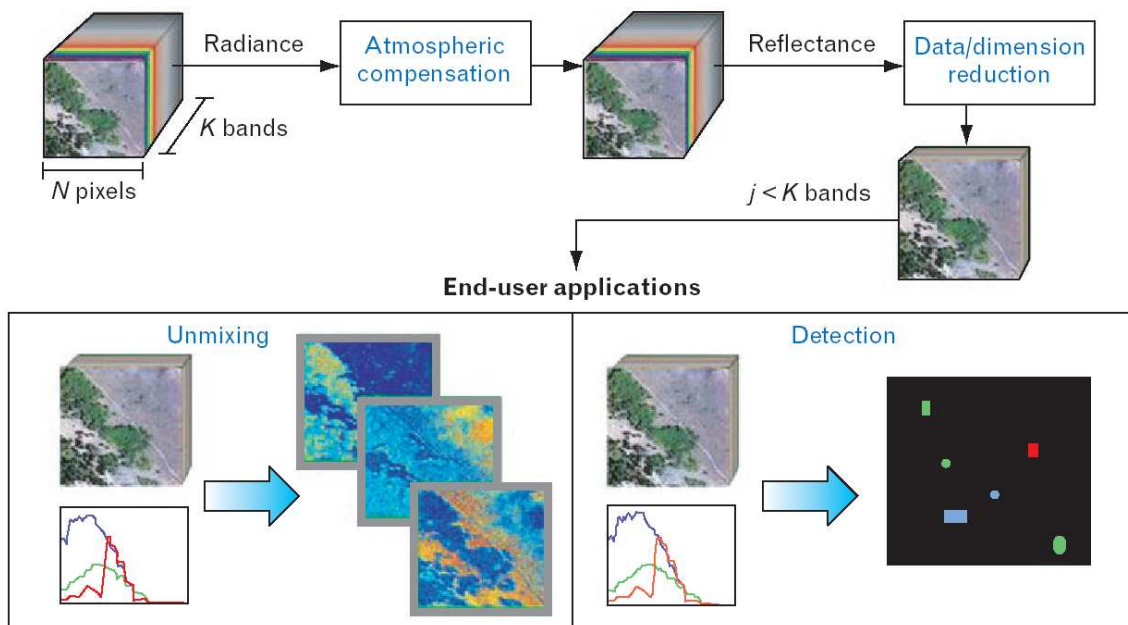 Radiance
Atmospheric
compensation
Reflectance
Data/dimension
reduction
K bands
N pixels
j < K bands
End-user applications
Unmixing
Detection